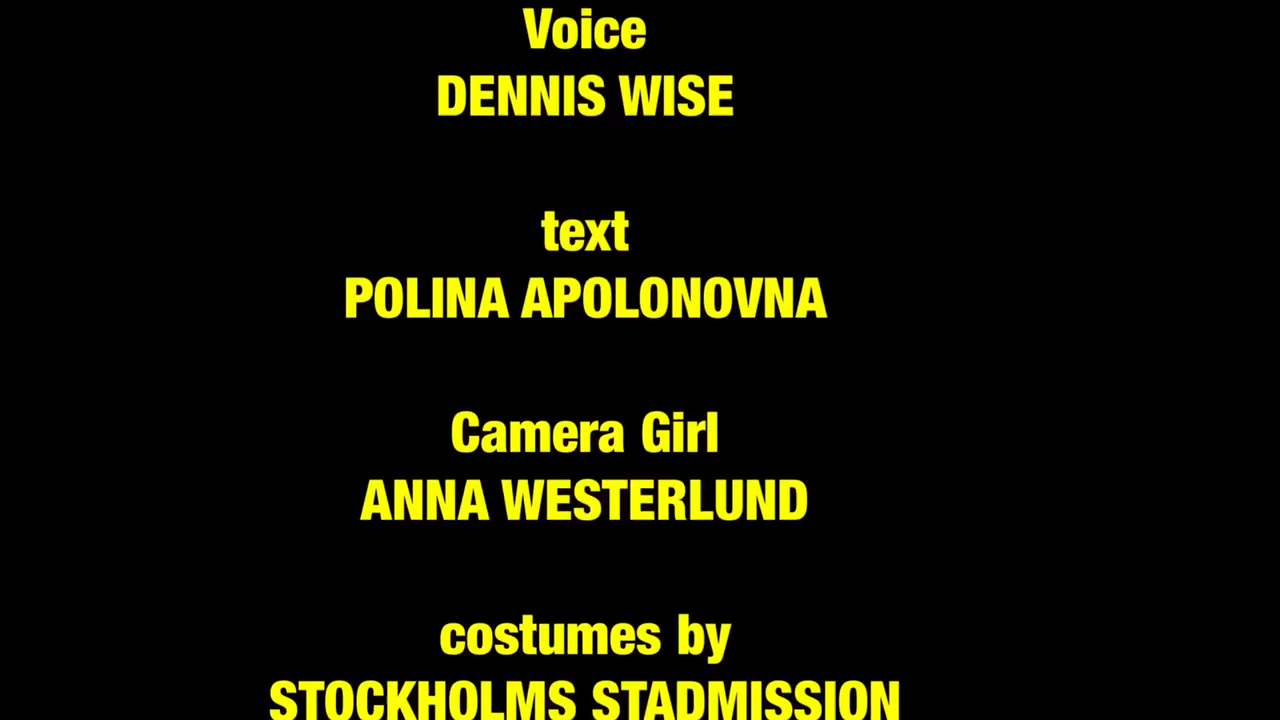 Voice
DENNIS WISE
text
POLINA APOLONOVNA
Camera Girl
ANNA WESTERLUND
costumes by
STOCKHOLMS STADMISSION